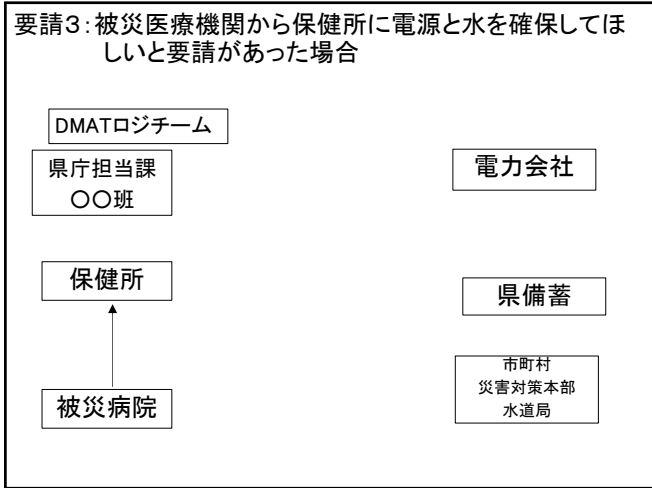 要請3:被災医療機関から保健所に電源と水を確保してほ
しいと要請があった場合
DMATロジチーム
県庁担当課
〇〇班
電力会社
保健所
県備蓄
市町村
災害対策本部
水道局
被災病院